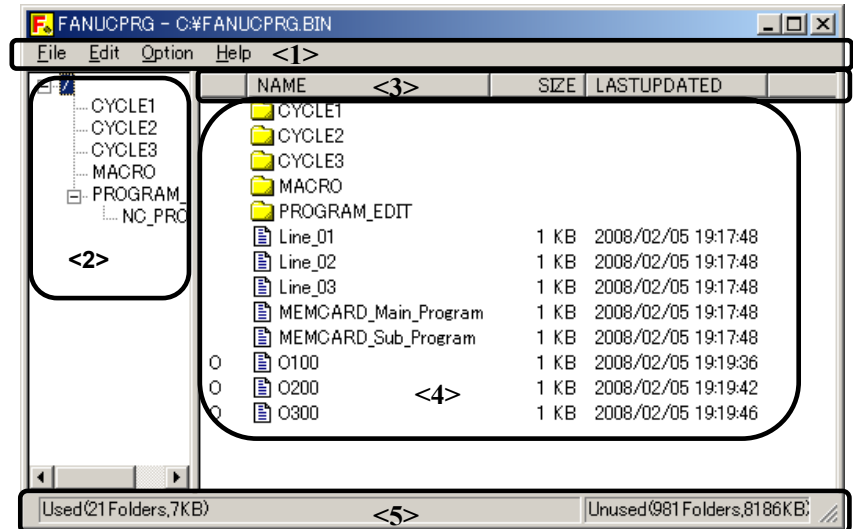 FANUCPRG - C:¥FANUCPRG.BIN
File Edit Option Help <1>
/
CYCLE1
CYCLE2
CYCLE3
MACRO
PROGRAM_
NC_PRO
<2>
NAME <3> SIZE LASTUPDATED
CYCLE1
CYCLE2
CYCLE3
MACRO
PROGRAM_EDIT
Line_01 1 KB 2008/02/05 19:17:48
Line_02 1 KB 2008/02/05 19:17:48
Line_03 1 KB 2008/02/05 19:17:48
MEMCARD_Main_Program 1 KB 2008/02/05 19:17:48
MEMCARD_Sub_Program 1 KB 2008/02/05 19:17:48
O O100 1 KB 2008/02/05 19:19:36
O O200 1 KB 2008/02/05 19:19:42
O O300 1 KB 2008/02/05 19:19:46
<4>
Used(21Folders,7KB) <5> Unused(981Folders,8186KB)